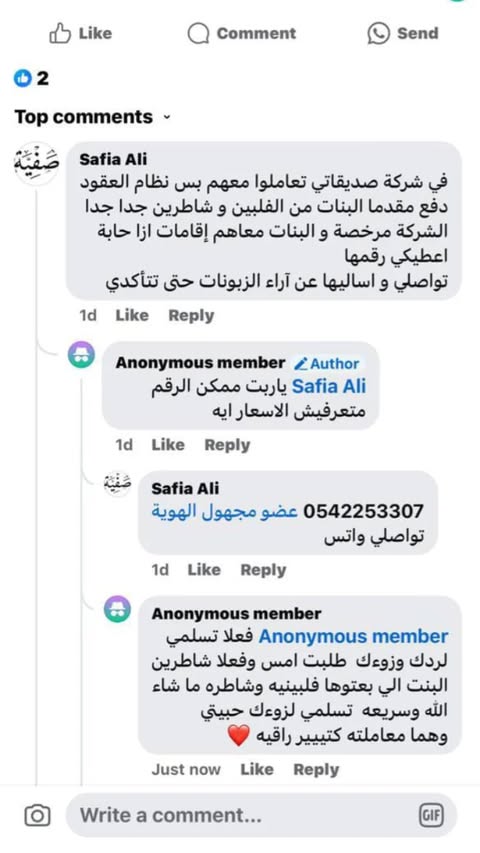 Like Comment Send
2
Top comments
صَفِيَّة
Safia Ali
في شركة صديقاتي تعاملوا معهم بس نظام العقود
دفع مقدما البنات من الفلبين و شاطرين جدا جدا
الشركة مرخصة و البنات معاهم إقامات ازا حابة
اعطيكي رقمها
تواصلي و اساليها عن آراء الزبونات حتى تتأكدي
1d Like Reply
Anonymous member Author
Safia Ali ياربت ممكن الرقم
متعرفيش الاسعار ايه
1d Like Reply
صَفِيَّة
Safia Ali
0542253307 عضو مجهول الهوية
تواصلي واتس
1d Like Reply
Anonymous member
Anonymous member فعلا تسلمي
لردك وزوءك طلبت امس وفعلا شاطرين
البنت الي بعتوها فلبينيه وشاطره ما شاء
الله وسريعه تسلمي لزوءك حبيتي
وهما معاملته كتييير راقيه ❤️
Just now Like Reply
Write a comment...
GIF